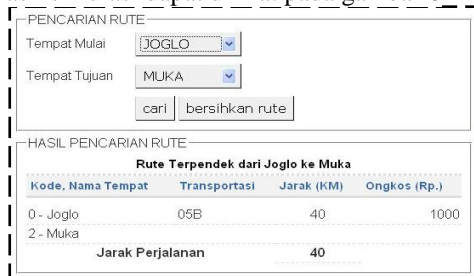 PENCARIAN RUTE
Tempat Mulai JOGLO
Tempat Tujuan MUKA
cari bersihkan rute
HASIL PENCARIAN RUTE
Rute Terpendek dari Joglo ke Muka
Kode, Nama Tempat Transportasi Jarak (KM) Ongkos (Rp.)
0 - Joglo 05B 40 1000
2 - Muka
Jarak Perjalanan 40